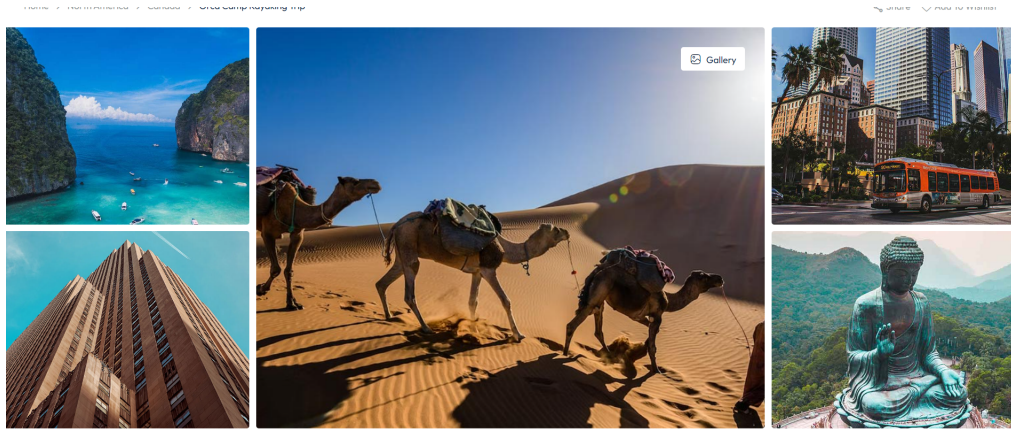 Home > North America > Canada > Orca Camp Kayaking Trip
Share Add To Wishlist
Gallery